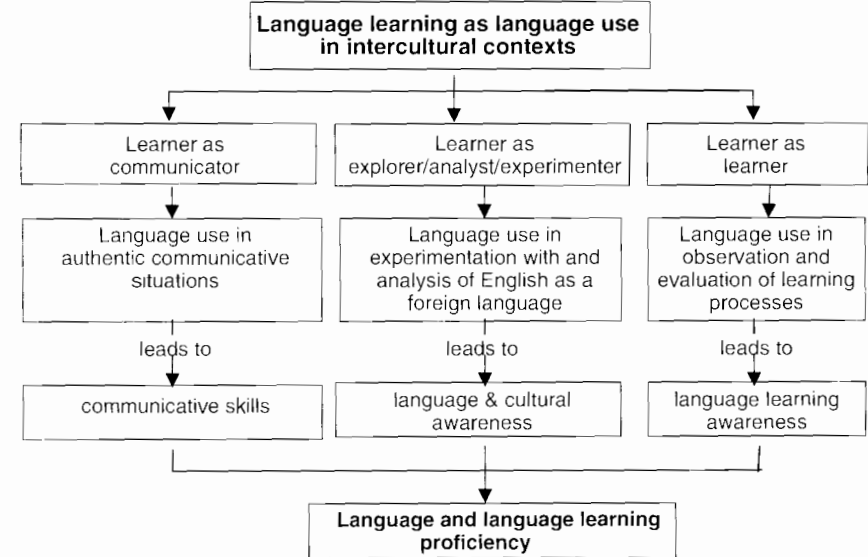 Language learning as language use
in intercultural contexts
Learner as
communicator
Learner as
explorer/analyst/experimenter
Learner as
learner
Language use in
authentic communicative
situations
Language use in
experimentation with and
analysis of English as a
foreign language
Language use in
observation and
evaluation of learning
processes
leads to
leads to
leads to
communicative skills
language & cultural
awareness
language learning
awareness
Language and language learning
proficiency